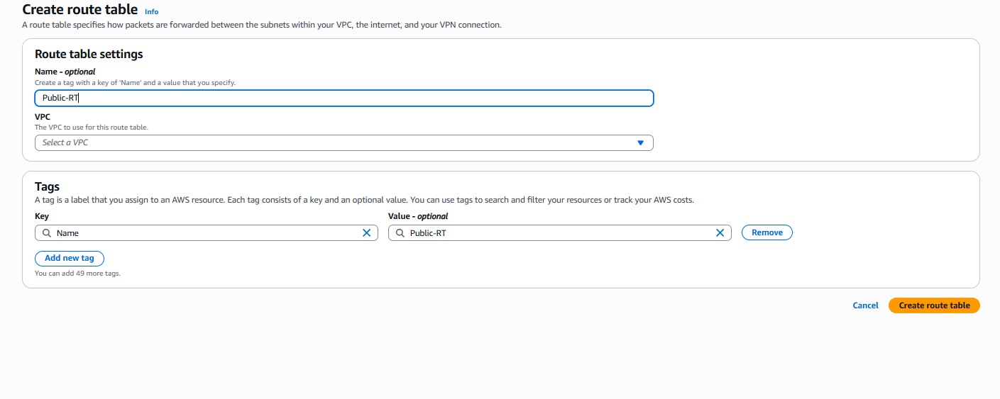 Create route table Info
A route table specifies how packets are forwarded between the subnets within your VPC, the internet, and your VPN connection.
Route table settings
Name - optional
Create a tag with a key of 'Name' and a value that you specify.
Public-RT
VPC
The VPC to use for this route table.
Select a VPC
Tags
A tag is a label that you assign to an AWS resource. Each tag consists of a key and an optional value. You can use tags to search and filter your resources or track your AWS costs.
Key Value - optional
Name Public-RT Remove
Add new tag
You can add 49 more tags.
Cancel Create route table